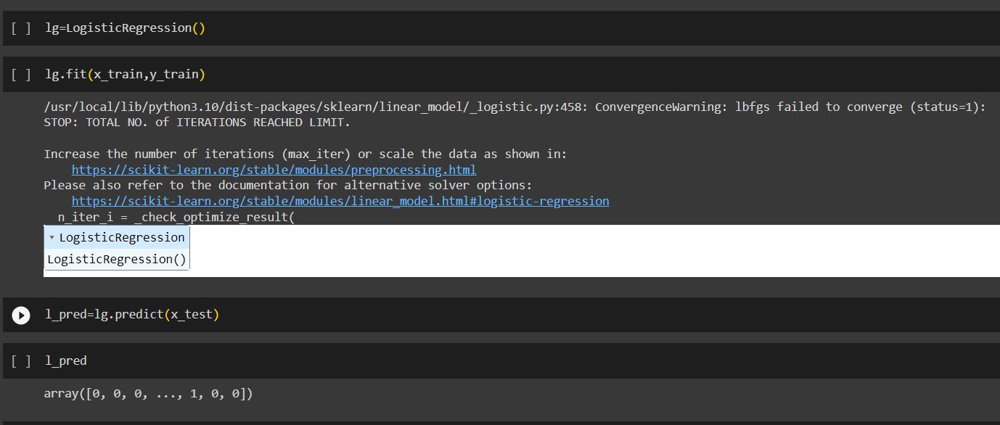 [ ] lg=LogisticRegression()
[ ] lg.fit(x_train,y_train)
/usr/local/lib/python3.10/dist-packages/sklearn/linear_model/_logistic.py:458: ConvergenceWarning: lbfgs failed to converge (status=1):
STOP: TOTAL NO. of ITERATIONS REACHED LIMIT.
Increase the number of iterations (max_iter) or scale the data as shown in:
https://scikit-learn.org/stable/modules/preprocessing.html
Please also refer to the documentation for alternative solver options:
https://scikit-learn.org/stable/modules/linear_model.html#logistic-regression
n_iter_i = _check_optimize_result(
▾ LogisticRegression
LogisticRegression()
l_pred=lg.predict(x_test)
[ ] l_pred
array([0, 0, 0, ..., 1, 0, 0])